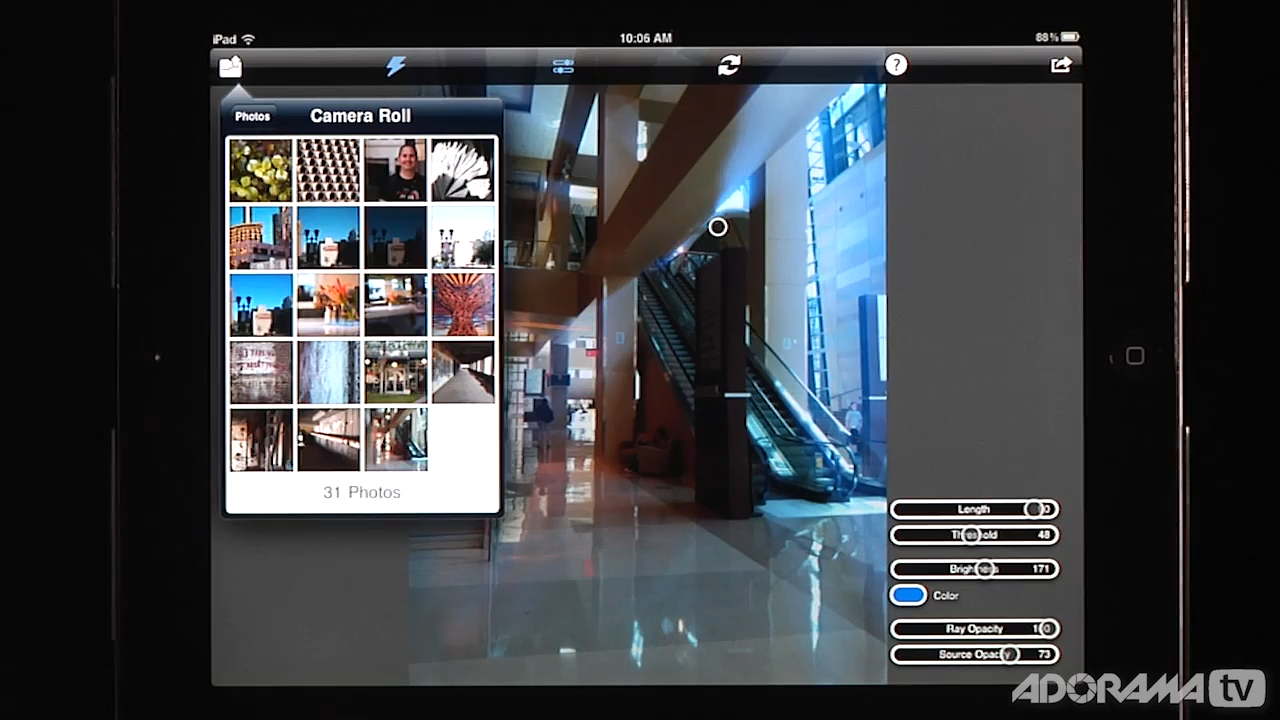 iPad
10:06 AM
88%
?
Photos
Camera Roll
31 Photos
Length
Threshold 48
Brightness 171
Color
Ray Opacity
Source Opacity 73
ADORAMA tv